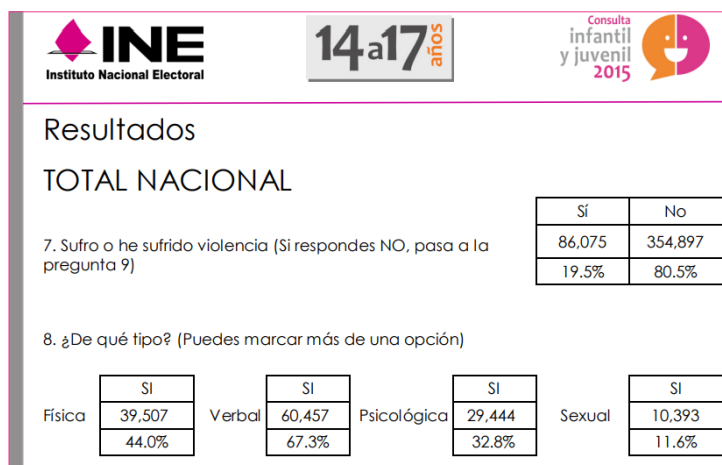 INE
Instituto Nacional Electoral
14 a 17 años
Consulta
infantil
y juvenil
2015
Resultados
TOTAL NACIONAL
7. Sufro o he sufrido violencia (Si respondes NO, pasa a la
pregunta 9)
Sí No
86,075 354,897
19.5% 80.5%
8. ¿De qué tipo? (Puedes marcar más de una opción)
SI SI SI SI
Física 39,507 Verbal 60,457 Psicológica 29,444 Sexual 10,393
44.0% 67.3% 32.8% 11.6%